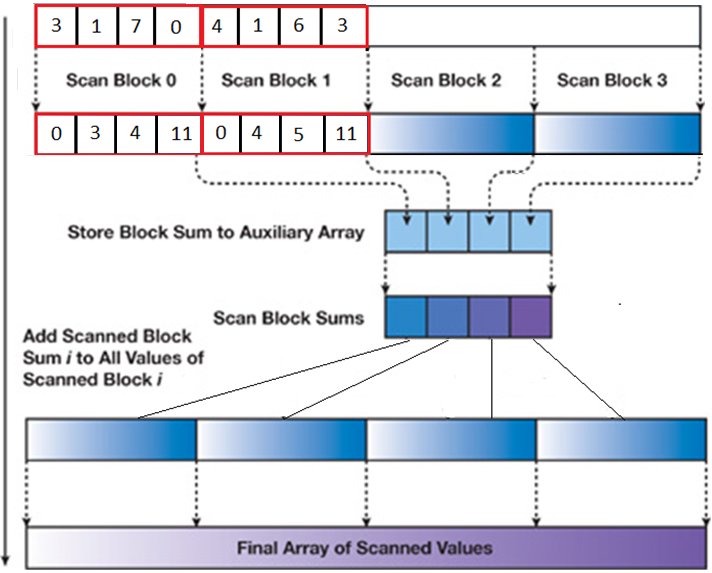 3 1 7 0 4 1 6 3
Scan Block 0 Scan Block 1 Scan Block 2 Scan Block 3
0 3 4 11 0 4 5 11
Store Block Sum to Auxiliary Array
Scan Block Sums
Add Scanned Block
Sum i to All Values of
Scanned Block i
Final Array of Scanned Values